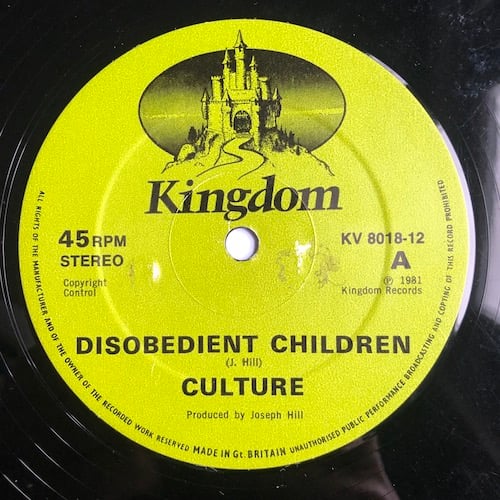 Kingdom
45 RPM
STEREO
Copyright
Control
KV 8018-12
A
℗ 1981
Kingdom Records
DISOBEDIENT CHILDREN
(J. Hill)
CULTURE
Produced by Joseph Hill
ALL RIGHTS OF THE MANUFACTURER AND OF THE OWNER OF THE RECORDED WORK RESERVED MADE IN Gt. BRITAIN UNAUTHORISED PUBLIC PERFORMANCE BROADCASTING AND COPYING OF THIS RECORD PROHIBITED